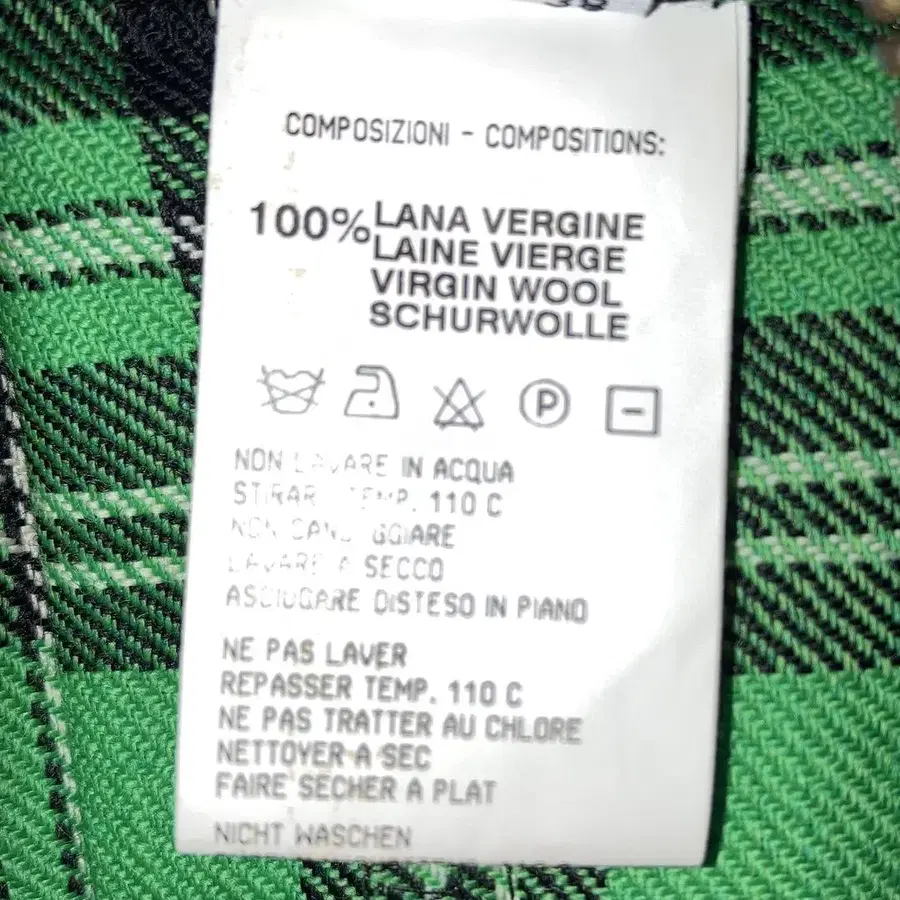 38
COMPOSIZIONI - COMPOSITIONS:
100% LANA VERGINE
LAINE VIERGE
VIRGIN WOOL
SCHURWOLLE
P
NON LAVARE IN ACQUA
STIRAR TEMP. 110 C
NON CANDEGGIARE
LAVARE A SECCO
ASCIUGARE DISTESO IN PIANO
NE PAS LAVER
REPASSER TEMP. 110 C
NE PAS TRATTER AU CHLORE
NETTOYER A SEC
FAIRE SECHER A PLAT
NICHT WASCHEN